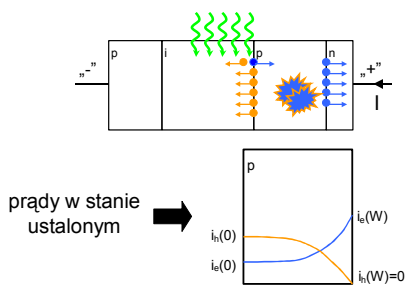 p i p n
„-” „+”
I
p
prądy w stanie
ustalonym
i_e(W)
i_h(0)
i_e(0)
i_h(W)=0